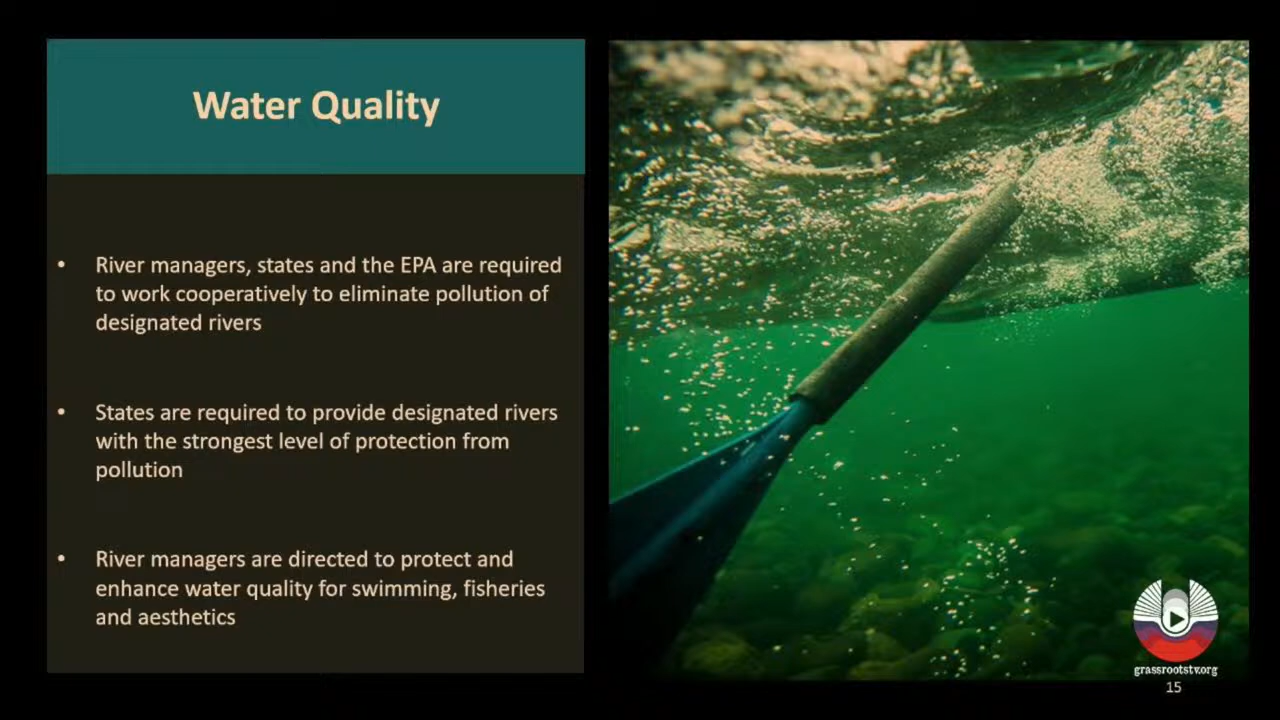 Water Quality
• River managers, states and the EPA are required
to work cooperatively to eliminate pollution of
designated rivers
• States are required to provide designated rivers
with the strongest level of protection from
pollution
• River managers are directed to protect and
enhance water quality for swimming, fisheries
and aesthetics
grassrootstv.org
15